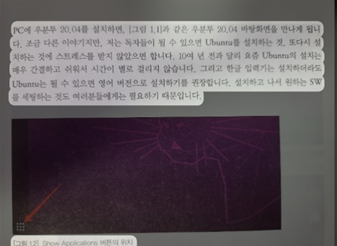 PC에 우분투 20.04를 설치하면, [그림 1.1]과 같은 우분투 20.04 바탕화면을 만나게 됩니
다. 조금 다른 이야기지만, 저는 독자들이 될 수 있으면 Ubuntu를 설치하는 것, 또다시 설
치하는 것에 스트레스를 받지 않았으면 합니다. 10여 년 전과 달리 요즘 Ubuntu의 설치는
매우 간결하고 쉬워서 시간이 별로 걸리지 않습니다. 그리고 한글 입력기는 설치하더라도
Ubuntu는 될 수 있으면 영어 버전으로 설치하기를 권장합니다. 설치하고 나서 원하는 SW
를 세팅하는 것도 여러분들에게는 필요하기 때문입니다.
[그림 1.2] Show Applications 버튼의 위치